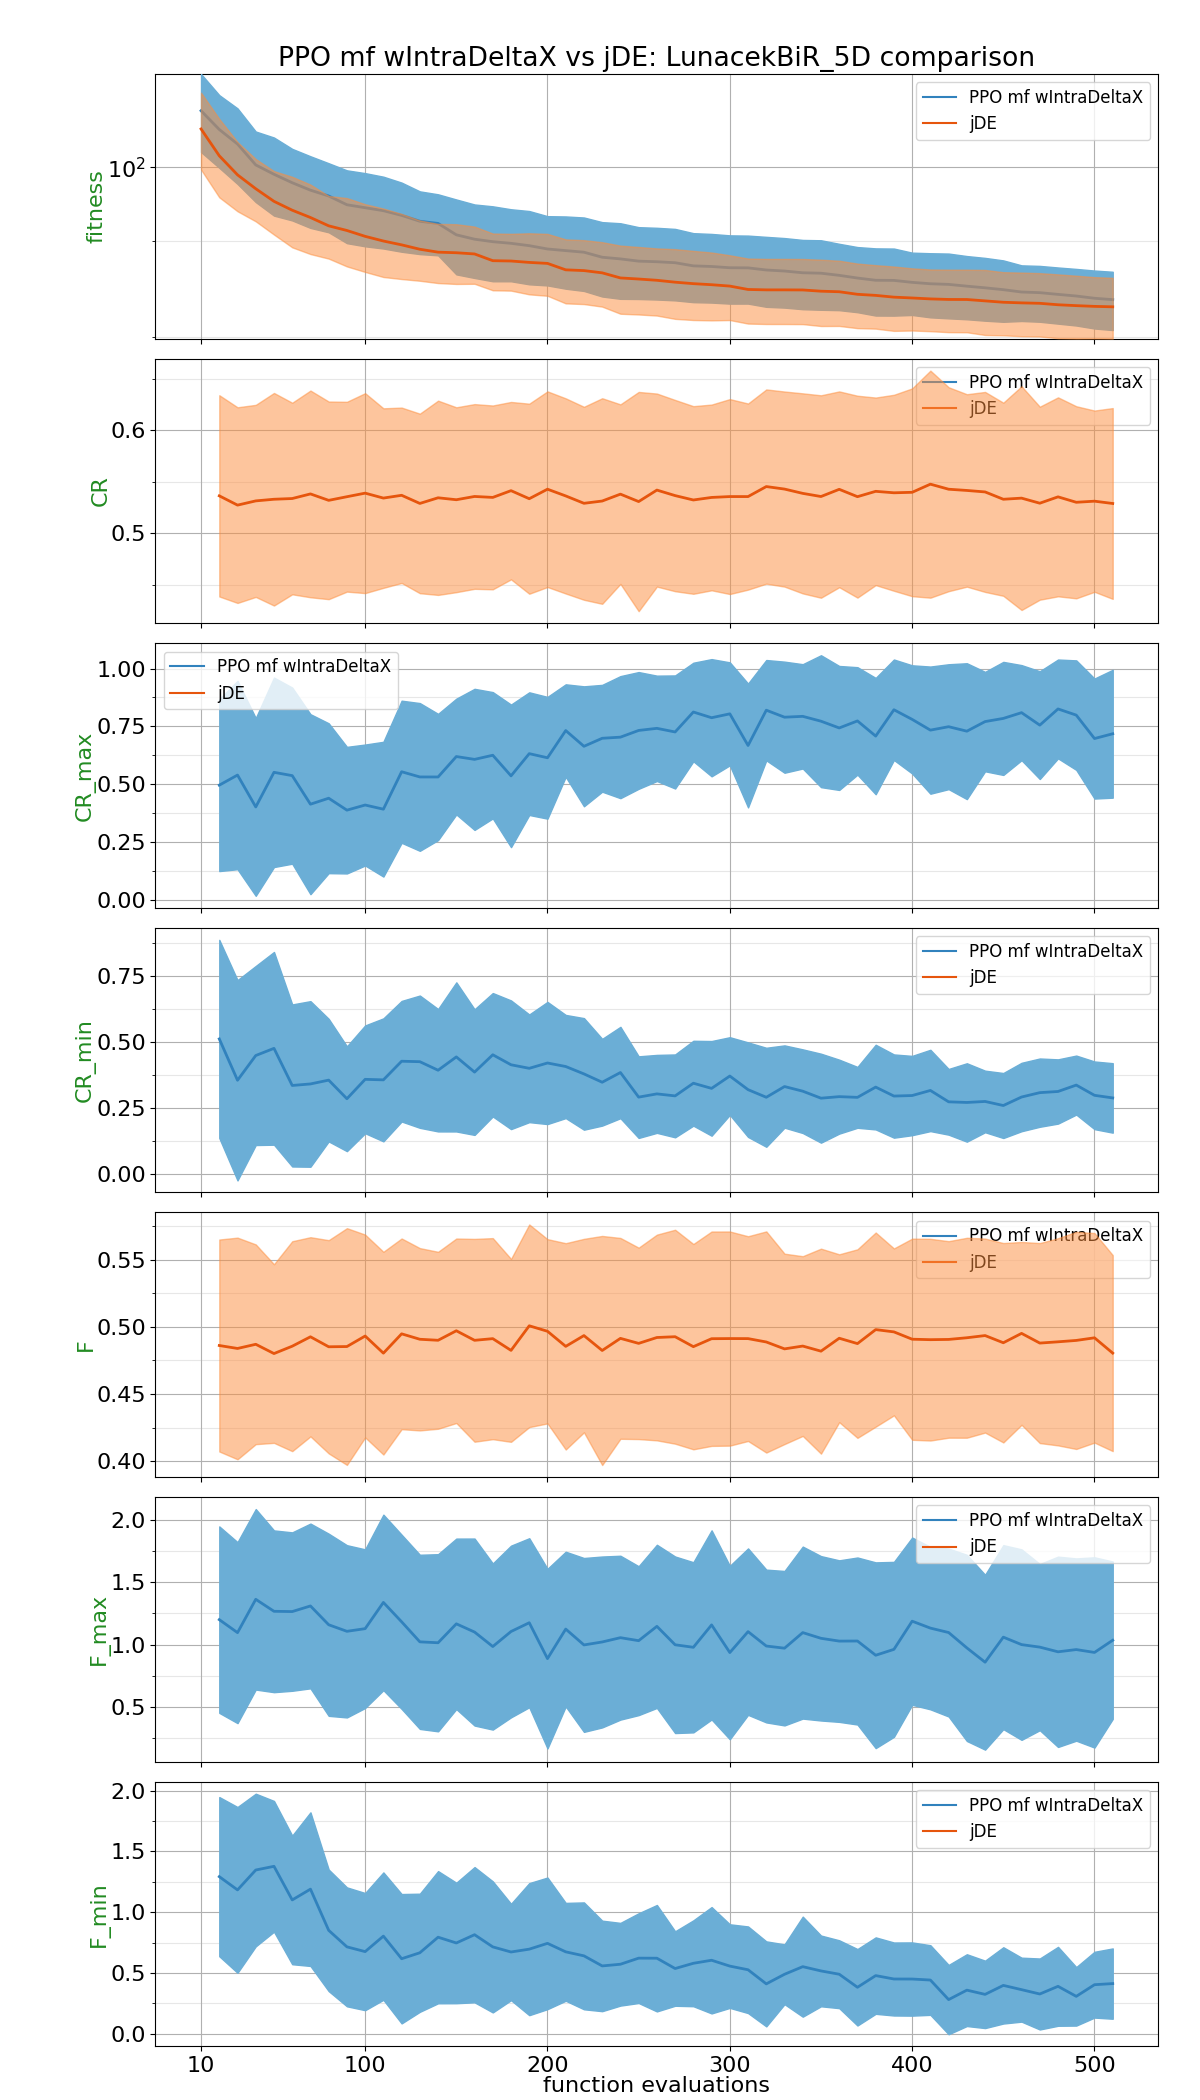 PPO mf wIntraDeltaX vs jDE: LunacekBiR_5D comparison
fitness
10²
PPO mf wIntraDeltaX
jDE
CR
0.6
0.5
PPO mf wIntraDeltaX
jDE
CR_max
1.00
0.75
0.50
0.25
0.00
PPO mf wIntraDeltaX
jDE
CR_min
0.75
0.50
0.25
0.00
PPO mf wIntraDeltaX
jDE
F
0.55
0.50
0.45
0.40
PPO mf wIntraDeltaX
jDE
F_max
2.0
1.5
1.0
0.5
PPO mf wIntraDeltaX
jDE
F_min
2.0
1.5
1.0
0.5
0.0
PPO mf wIntraDeltaX
jDE
10 100 200 300 400 500
function evaluations